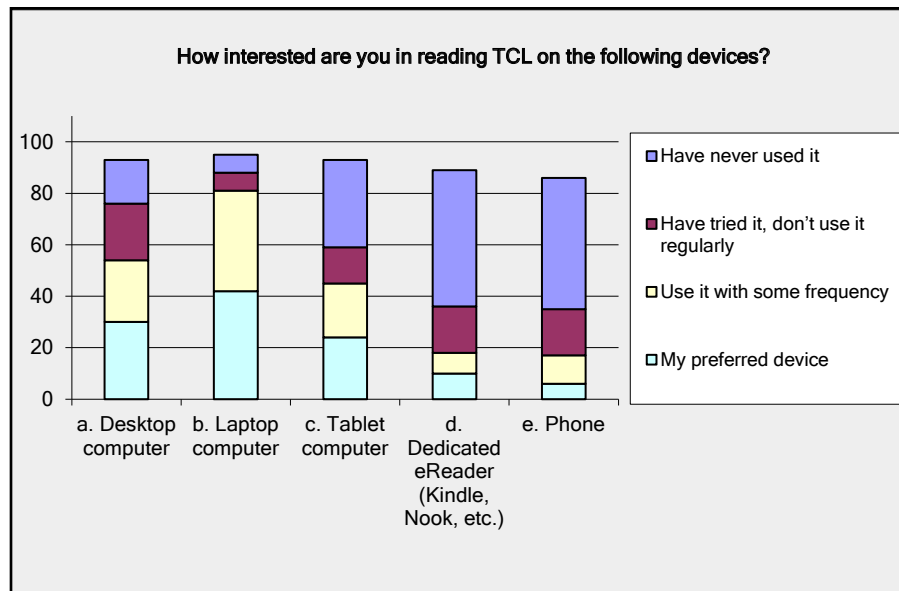 How interested are you in reading TCL on the following devices?
100
80
60
40
20
0
a. Desktop
computer
b. Laptop
computer
c. Tablet
computer
d.
Dedicated
eReader
(Kindle,
Nook, etc.)
e. Phone
Have never used it
Have tried it, don’t use it
regularly
Use it with some frequency
My preferred device